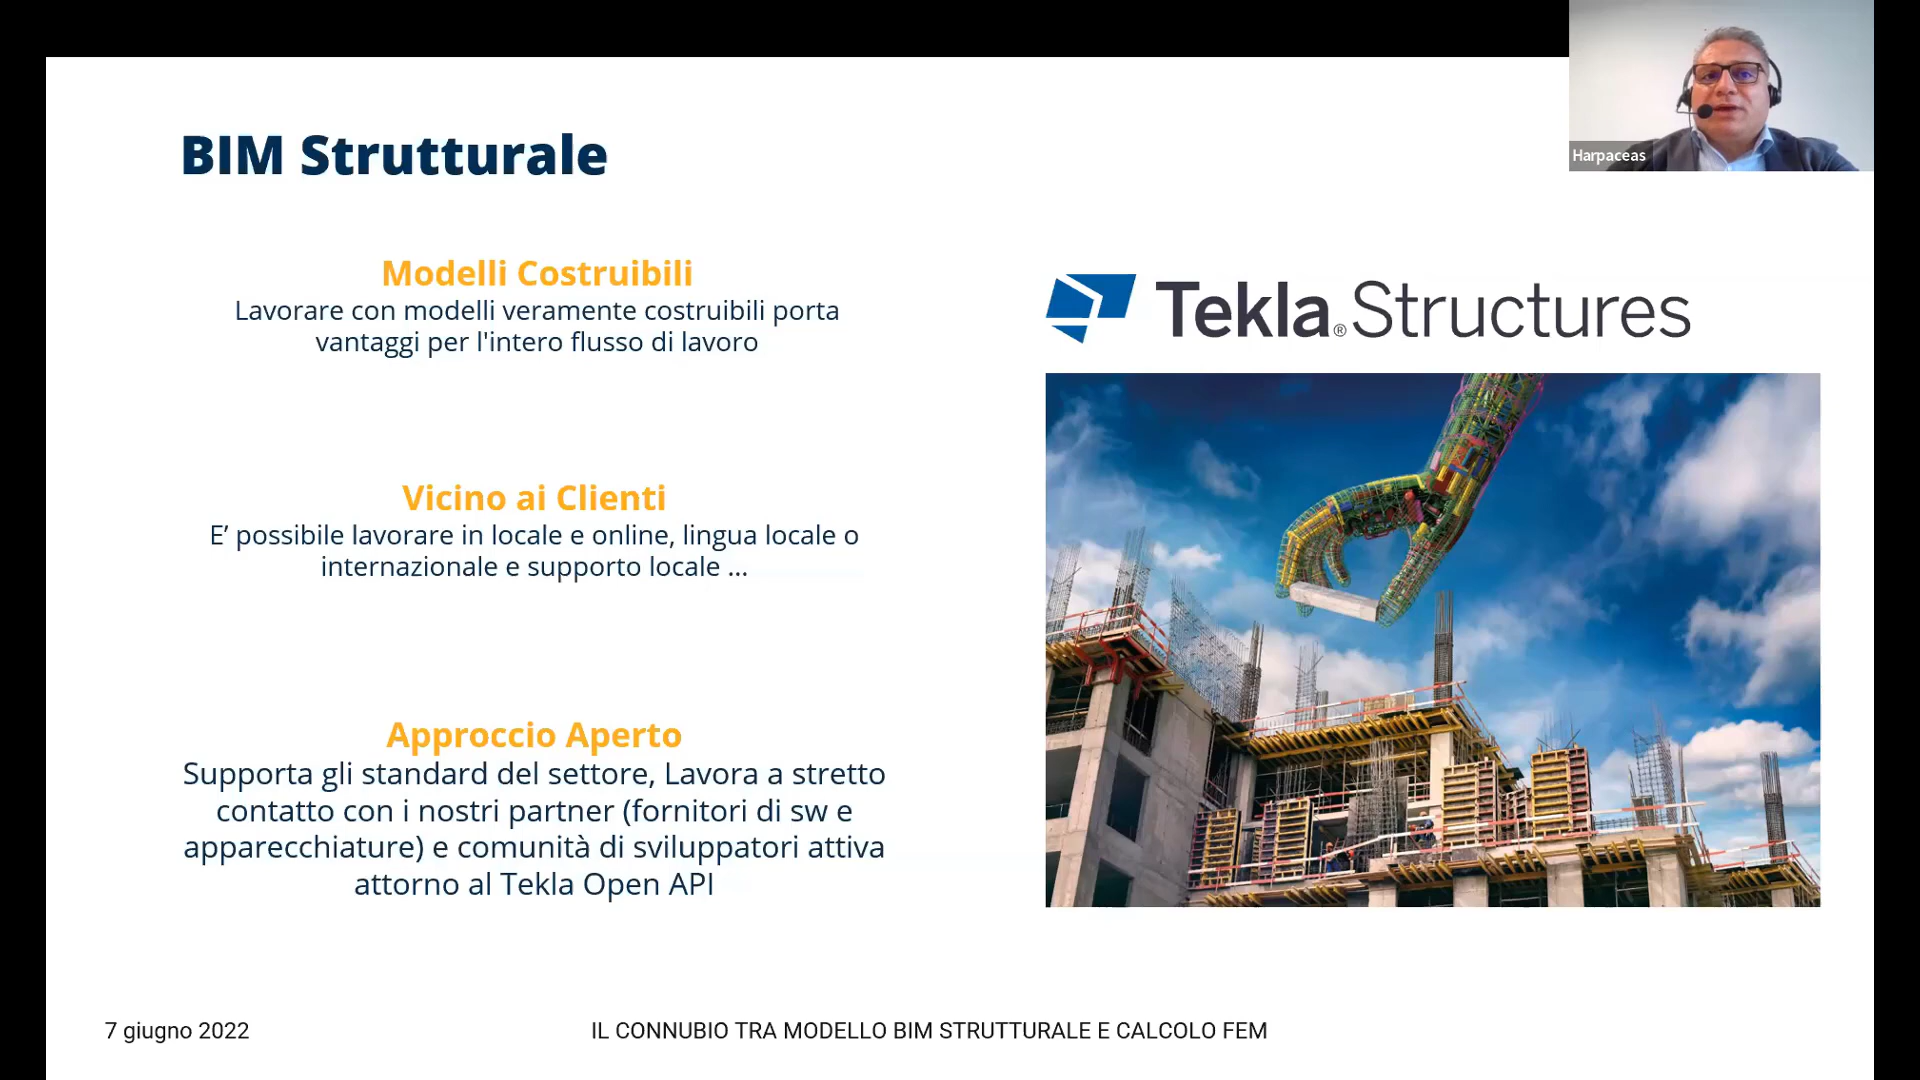 Harpaceas
BIM Strutturale
Modelli Costruibili
Lavorare con modelli veramente costruibili porta
vantaggi per l'intero flusso di lavoro
Vicino ai Clienti
E’ possibile lavorare in locale e online, lingua locale o
internazionale e supporto locale ...
Approccio Aperto
Supporta gli standard del settore, Lavora a stretto
contatto con i nostri partner (fornitori di sw e
apparecchiature) e comunità di sviluppatori attiva
attorno al Tekla Open API
Tekla® Structures
7 giugno 2022
IL CONNUBIO TRA MODELLO BIM STRUTTURALE E CALCOLO FEM